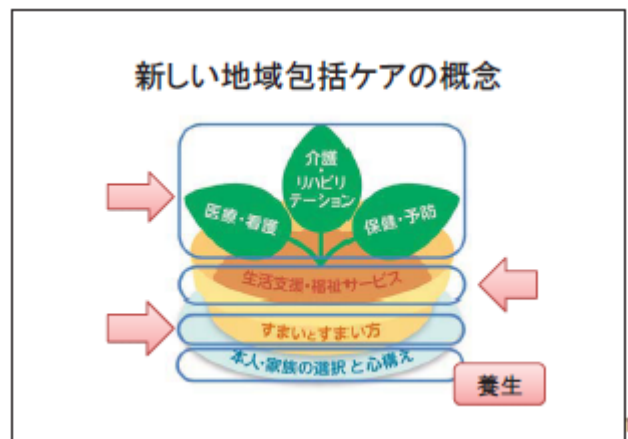 新しい地域包括ケアの概念
介護
・
リハビリ
テーション
医療・看護
保健・予防
生活支援・福祉サービス
すまいとすまい方
本人・家族の選択と心構え
養生